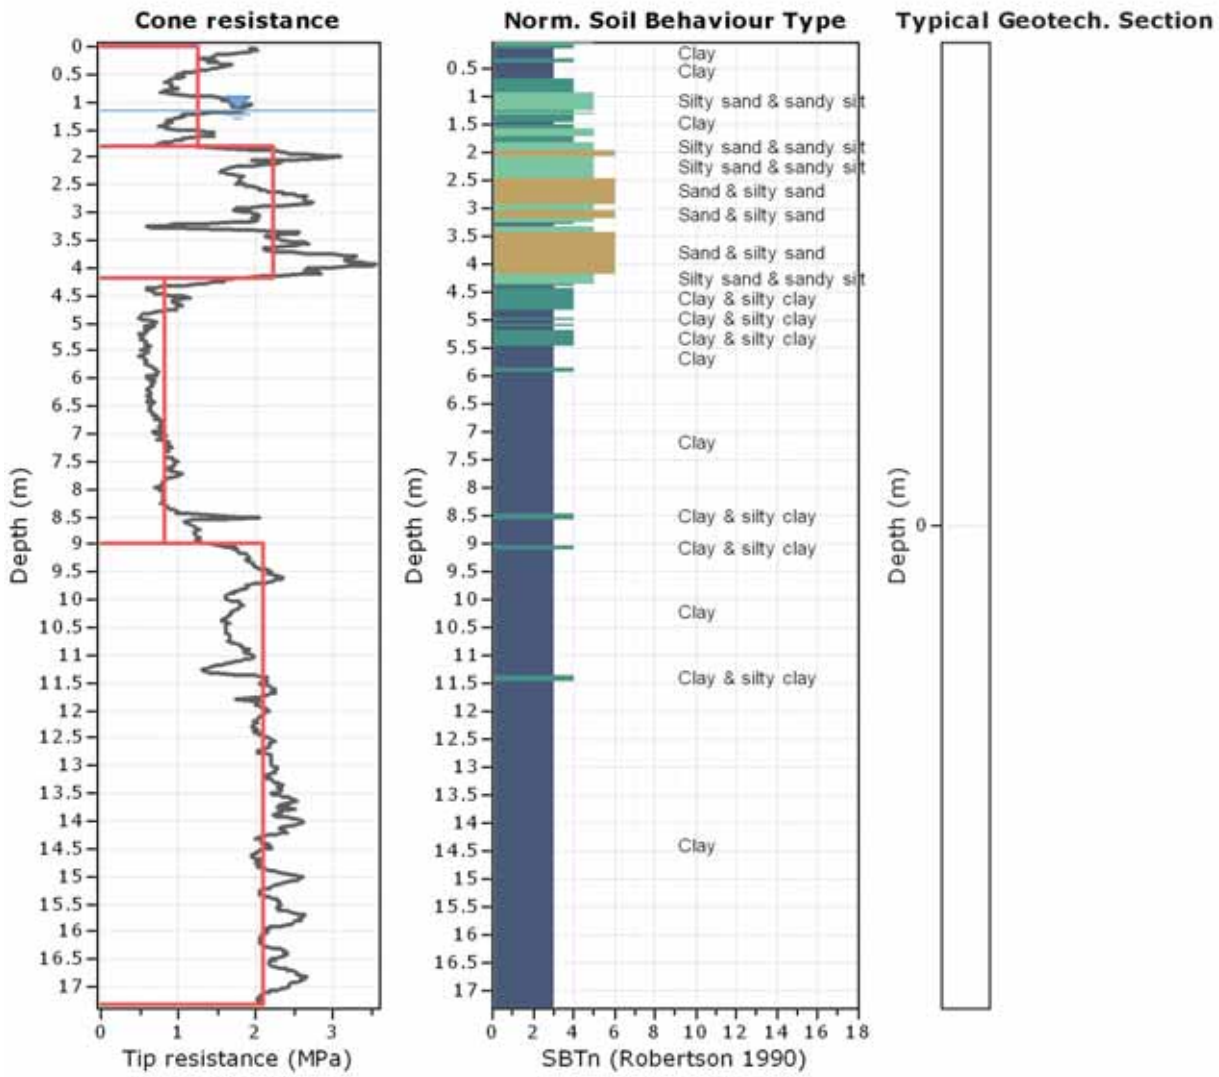 Cone resistance
0
0.5
1
1.5
2
2.5
3
3.5
4
4.5
5
5.5
6
6.5
7
7.5
8
8.5
9
9.5
10
10.5
11
11.5
12
12.5
13
13.5
14
14.5
15
15.5
16
16.5
17
Depth (m)
0 1 2 3
Tip resistance (MPa)
Norm. Soil Behaviour Type
0.5
1
1.5
2
2.5
3
3.5
4
4.5
5
5.5
6
6.5
7
7.5
8
8.5
9
9.5
10
10.5
11
11.5
12
12.5
13
13.5
14
14.5
15
15.5
16
16.5
17
Depth (m)
Clay
Clay
Silty sand & sandy silt
Clay
Silty sand & sandy silt
Silty sand & sandy silt
Sand & silty sand
Sand & silty sand
Sand & silty sand
Silty sand & sandy silt
Clay & silty clay
Clay & silty clay
Clay & silty clay
Clay
Clay
Clay & silty clay
Clay & silty clay
Clay
Clay & silty clay
Clay
0 2 4 6 8 10 12 14 16 18
SBTn (Robertson 1990)
Typical Geotech. Section
Depth (m)
0